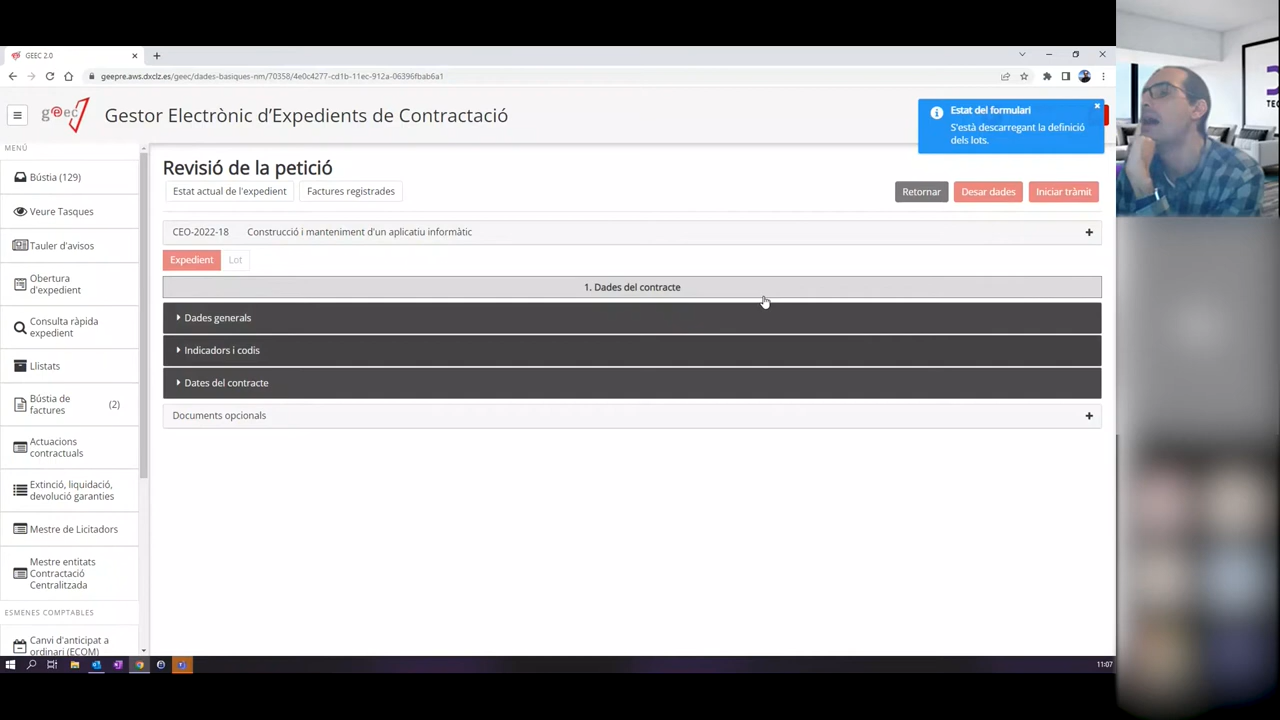 GEEC 2.0
geepre.aws.dxclz.es/geec/dades-basiques-nm/70358/4e0c4277-cd1b-11ec-912a-06396fbab6a1
geec
Gestor Electrònic d'Expedients de Contractació
Estat del formulari
S'està descarregant la definició
dels lots.
TEC
MENÚ
Bústia (129)
Veure Tasques
Tauler d'avisos
Obertura
d'expedient
Consulta ràpida
expedient
Llistats
Bústia de
factures
(2)
Actuacions
contractuals
Extinció, liquidació,
devolució garanties
Mestre de Licitadors
Mestre entitats
Contractació
Centralitzada
ESMENES COMPTABLES
Canvi d'anticipat a
ordinari (ECOM)
Revisió de la petició
Estat actual de l'expedient
Factures registrades
Retornar
Desar dades
Iniciar tràmit
CEO-2022-18 Construcció i manteniment d'un aplicatiu informàtic
Expedient
Lot
1. Dades del contracte
Dades generals
Indicadors i codis
Dates del contracte
Documents opcionals
11:07